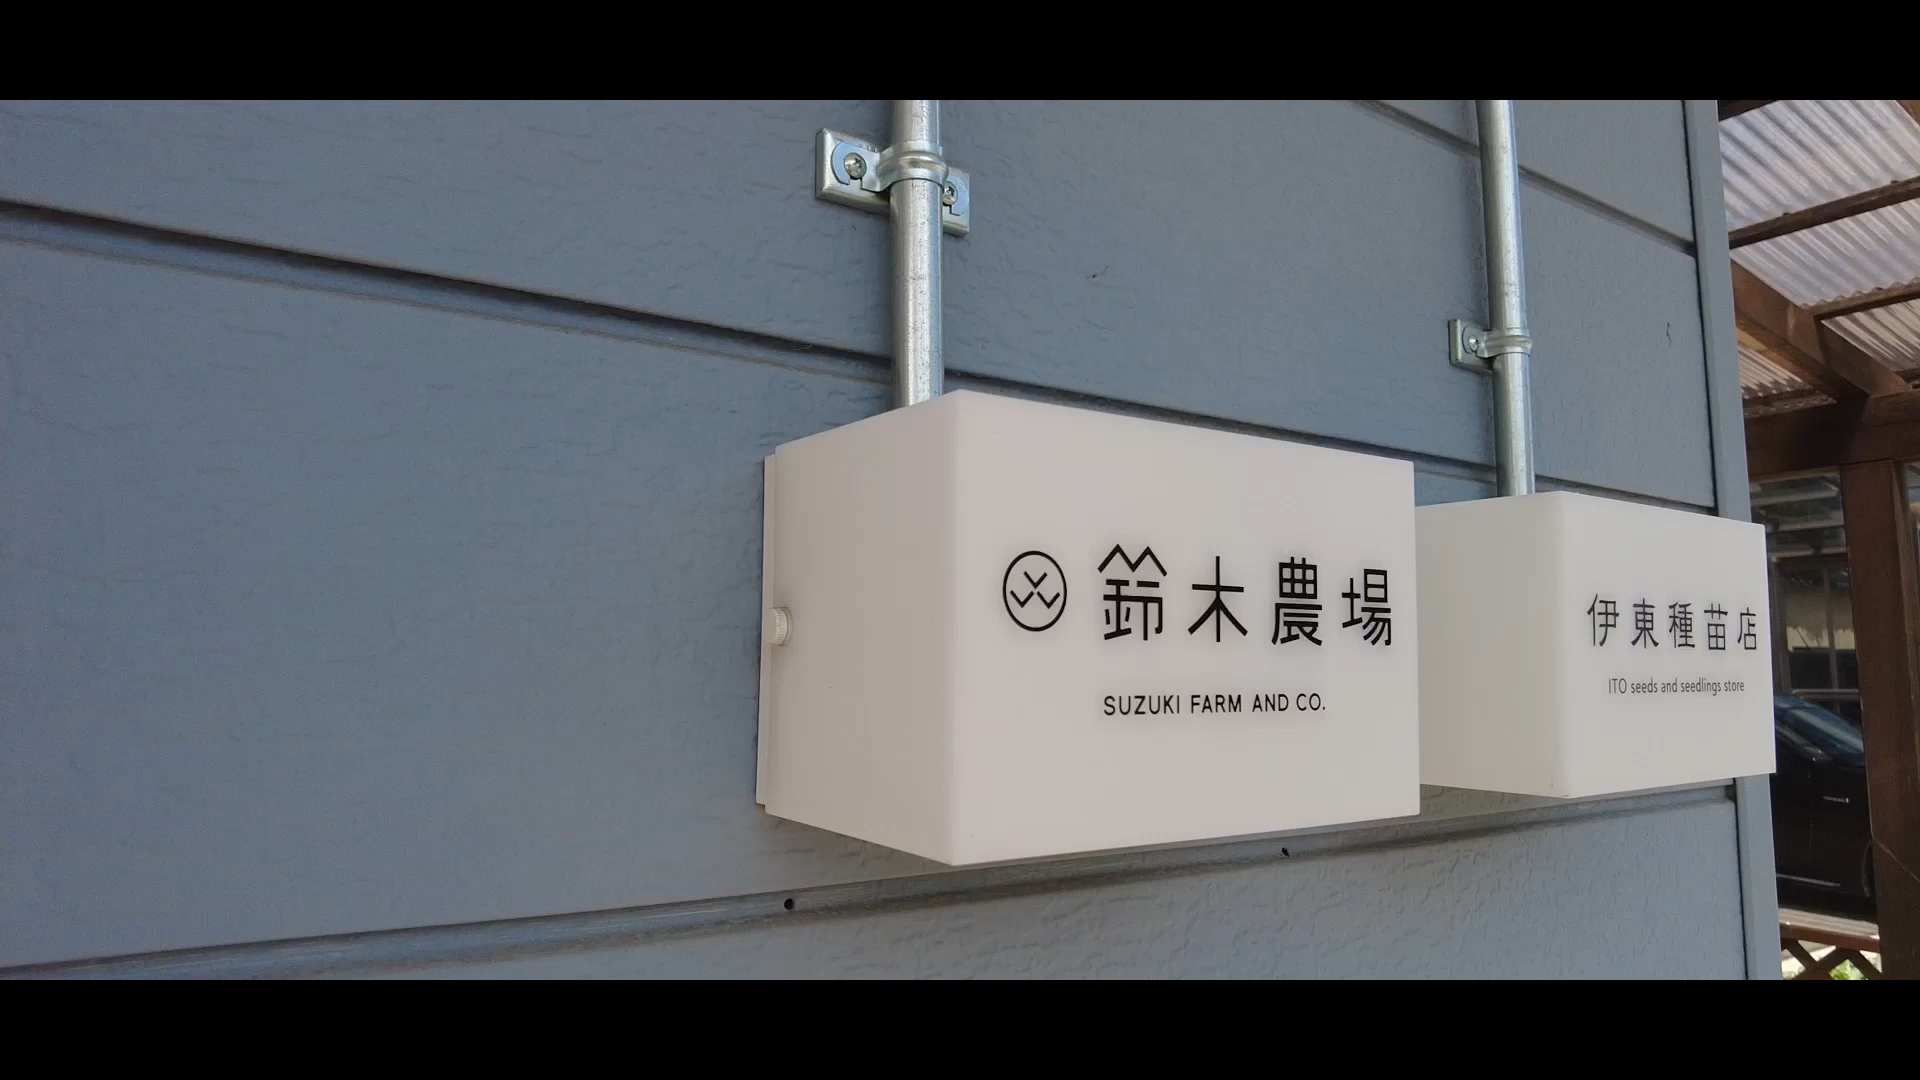 鈴木農場
SUZUKI FARM AND CO.
伊東種苗店
ITO seeds and seedlings store